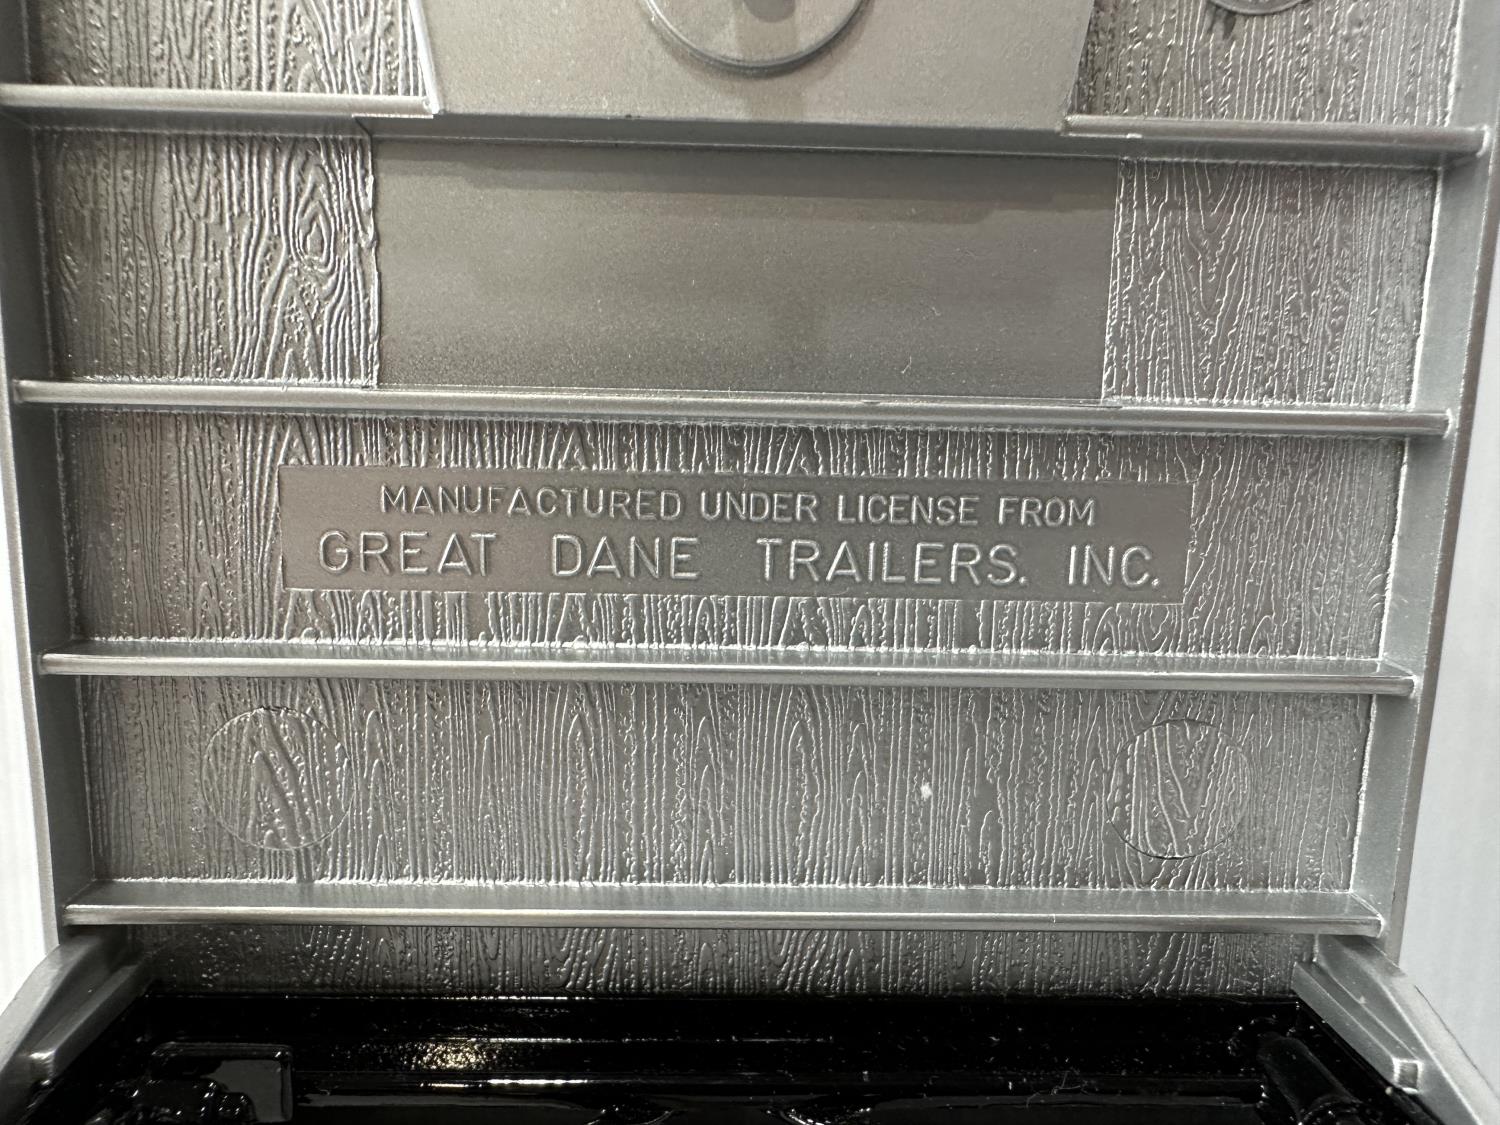 MANUFACTURED UNDER LICENSE FROM
GREAT DANE TRAILERS. INC.